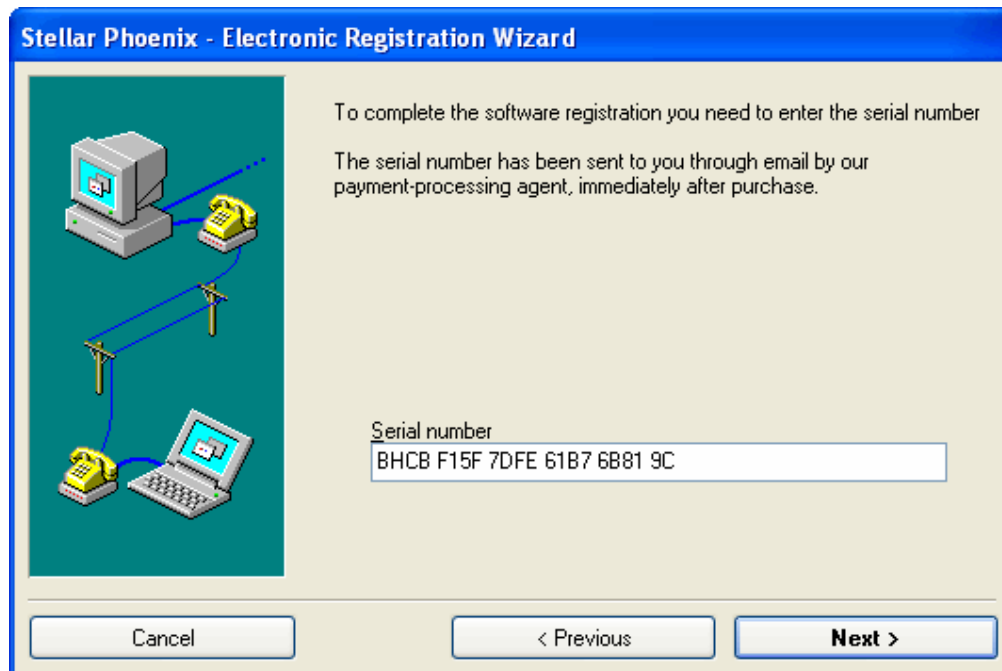 Stellar Phoenix - Electronic Registration Wizard
To complete the software registration you need to enter the serial number
The serial number has been sent to you through email by our
payment-processing agent, immediately after purchase.
Serial number
BHCB F15F 7DFE 61B7 6B81 9C
Cancel
< Previous
Next >